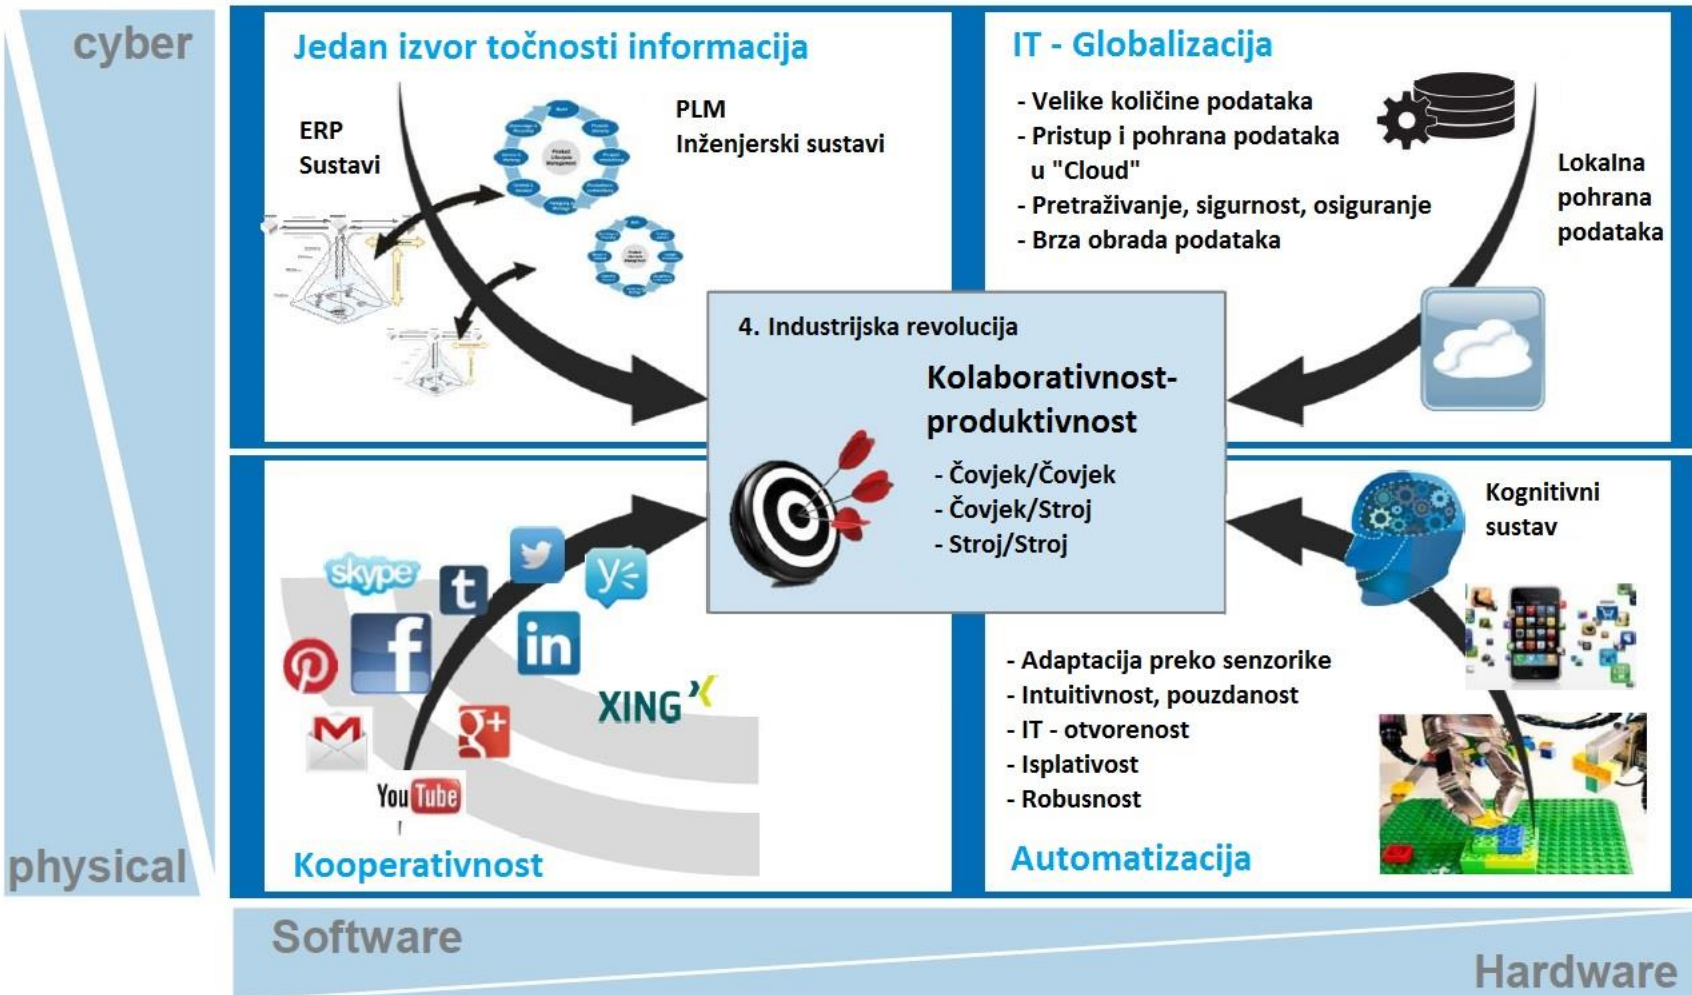 cyber
physical
Jedan izvor točnosti informacija
ERP
Sustavi
PLM
Inženjerski sustavi
IT - Globalizacija
- Velike količine podataka
- Pristup i pohrana podataka
u "Cloud"
- Pretraživanje, sigurnost, osiguranje
- Brza obrada podataka
Lokalna
pohrana
podataka
4. Industrijska revolucija
Kolaborativnost-
produktivnost
- Čovjek/Čovjek
- Čovjek/Stroj
- Stroj/Stroj
skype
t
f
in
y
XING
g+
M
YouTube
Kooperativnost
Kognitivni
sustav
- Adaptacija preko senzorike
- Intuitivnost, pouzdanost
- IT - otvorenost
- Isplativost
- Robusnost
Automatizacija
Software
Hardware